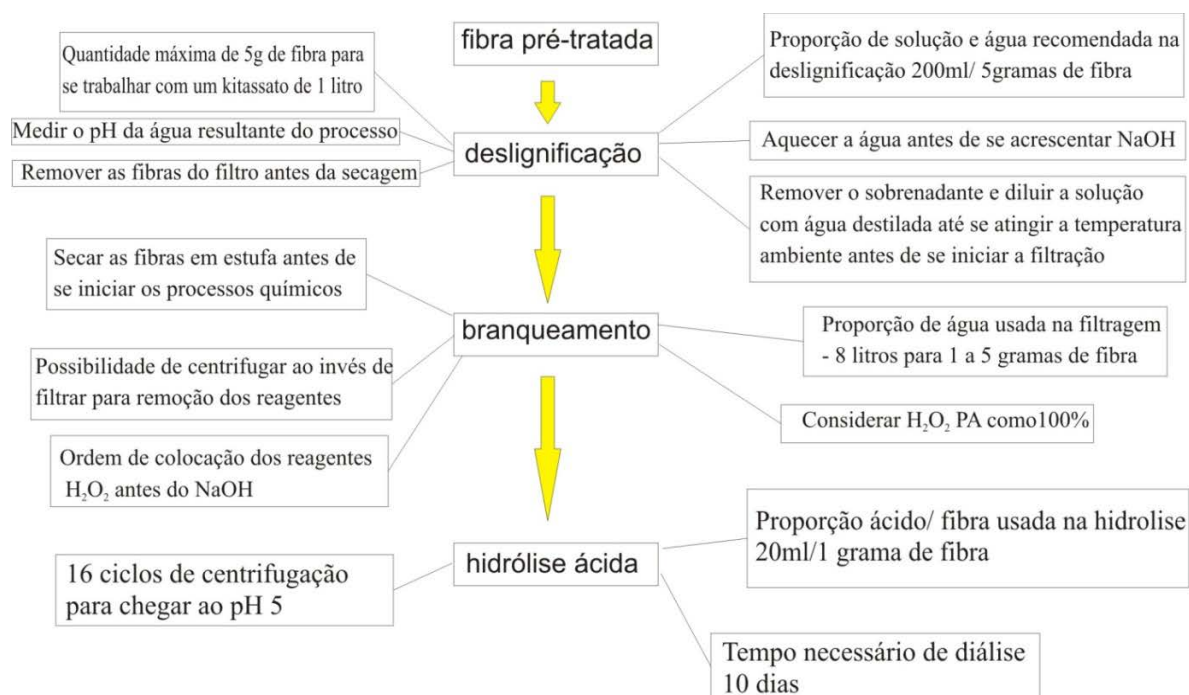 fibra pré-tratada
Quantidade máxima de 5g de fibra para
se trabalhar com um kitassato de 1 litro
Medir o pH da água resultante do processo
Remover as fibras do filtro antes da secagem
deslignificação
Proporção de solução e água recomendada na
deslignificação 200ml/ 5gramas de fibra
Aquecer a água antes de se acrescentar NaOH
Remover o sobrenadante e diluir a solução
com água destilada até se atingir a temperatura
ambiente antes de se iniciar a filtração
Secar as fibras em estufa antes de
se iniciar os processos químicos
Possibilidade de centrifugar ao invés de
filtrar para remoção dos reagentes
Ordem de colocação dos reagentes
H₂O₂ antes do NaOH
branqueamento
Proporção de água usada na filtragem
- 8 litros para 1 a 5 gramas de fibra
Considerar H₂O₂ PA como100%
16 ciclos de centrifugação
para chegar ao pH 5
hidrólise ácida
Proporção ácido/ fibra usada na hidrolise
20ml/1 grama de fibra
Tempo necessário de diálise
10 dias